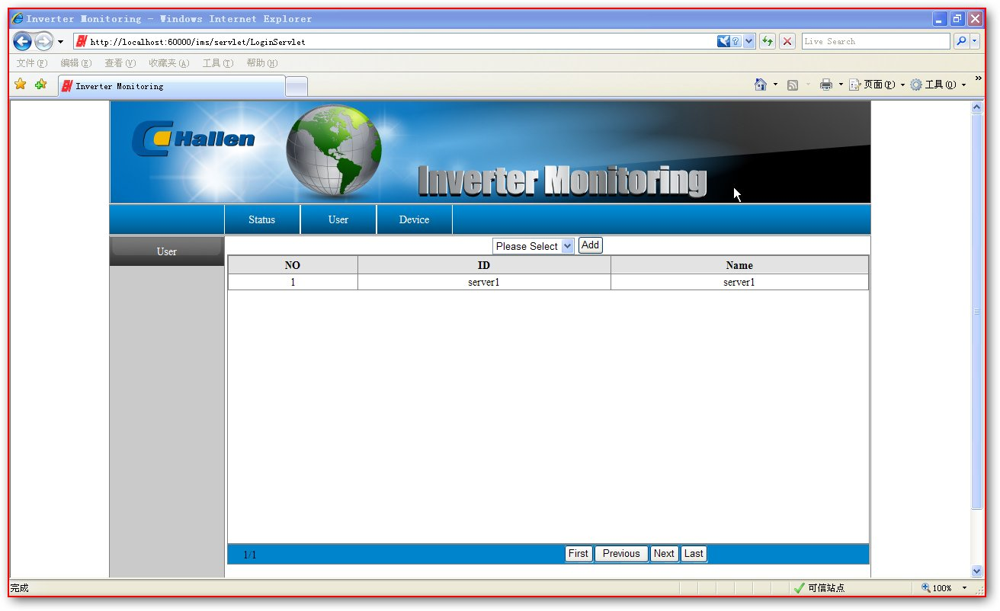 Inverter Monitoring - Windows Internet Explorer
http://localhost:60000/ims/servlet/LoginServlet
Live Search
文件(F) 编辑(E) 查看(V) 收藏夹(A) 工具(T) 帮助(H)
Inverter Monitoring
页面(P) 工具(O)
CHallen
Inverter Monitoring
Status User Device
User
Please Select Add
NO ID Name
1 server1 server1
1/1 First Previous Next Last
完成 可信站点 100%